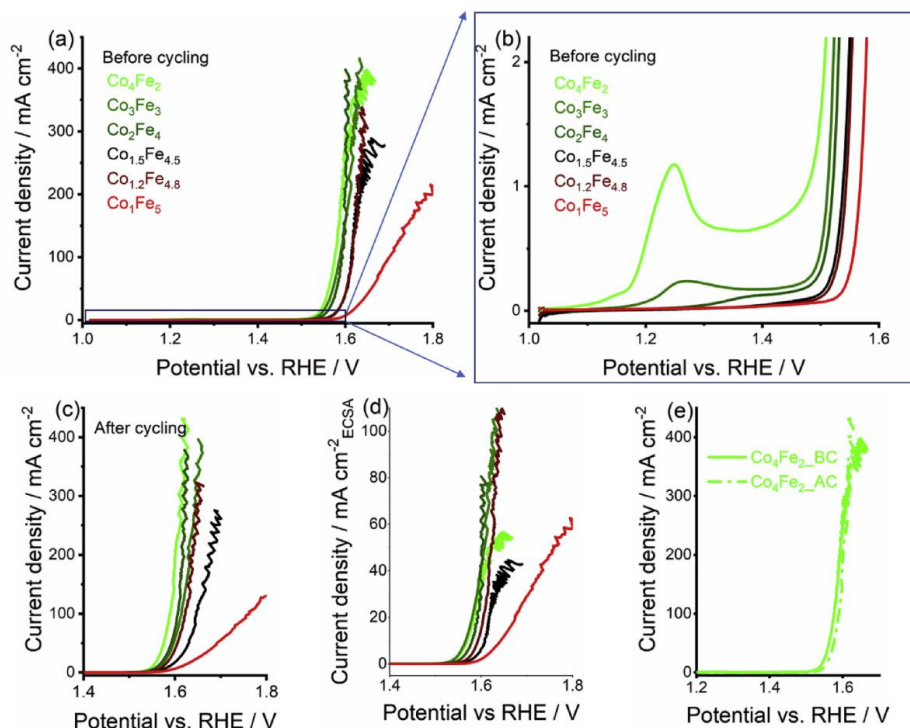 (a)
Before cycling
Co₄Fe₂
Co₃Fe₃
Co₂Fe₄
Co₁.₅Fe₄.₅
Co₁.₂Fe₄.₈
Co₁Fe₅
Current density / mA cm⁻²
400
300
200
100
0
1.0 1.2 1.4 1.6 1.8
Potential vs. RHE / V
(b)
Before cycling
Co₄Fe₂
Co₃Fe₃
Co₂Fe₄
Co₁.₅Fe₄.₅
Co₁.₂Fe₄.₈
Co₁Fe₅
Current density / mA cm⁻²
2
1
0
1.0 1.2 1.4 1.6
Potential vs. RHE / V
(c)
After cycling
Current density / mA cm⁻²
400
300
200
100
0
1.4 1.6 1.8
Potential vs. RHE / V
(d)
Current density / mA cm⁻²ECSA
100
80
60
40
20
0
1.4 1.6 1.8
Potential vs RHE / V
(e)
Co₄Fe₂_BC
Co₄Fe₂_AC
Current density / mA cm⁻²
400
300
200
100
0
1.2 1.4 1.6
Potential vs. RHE / V